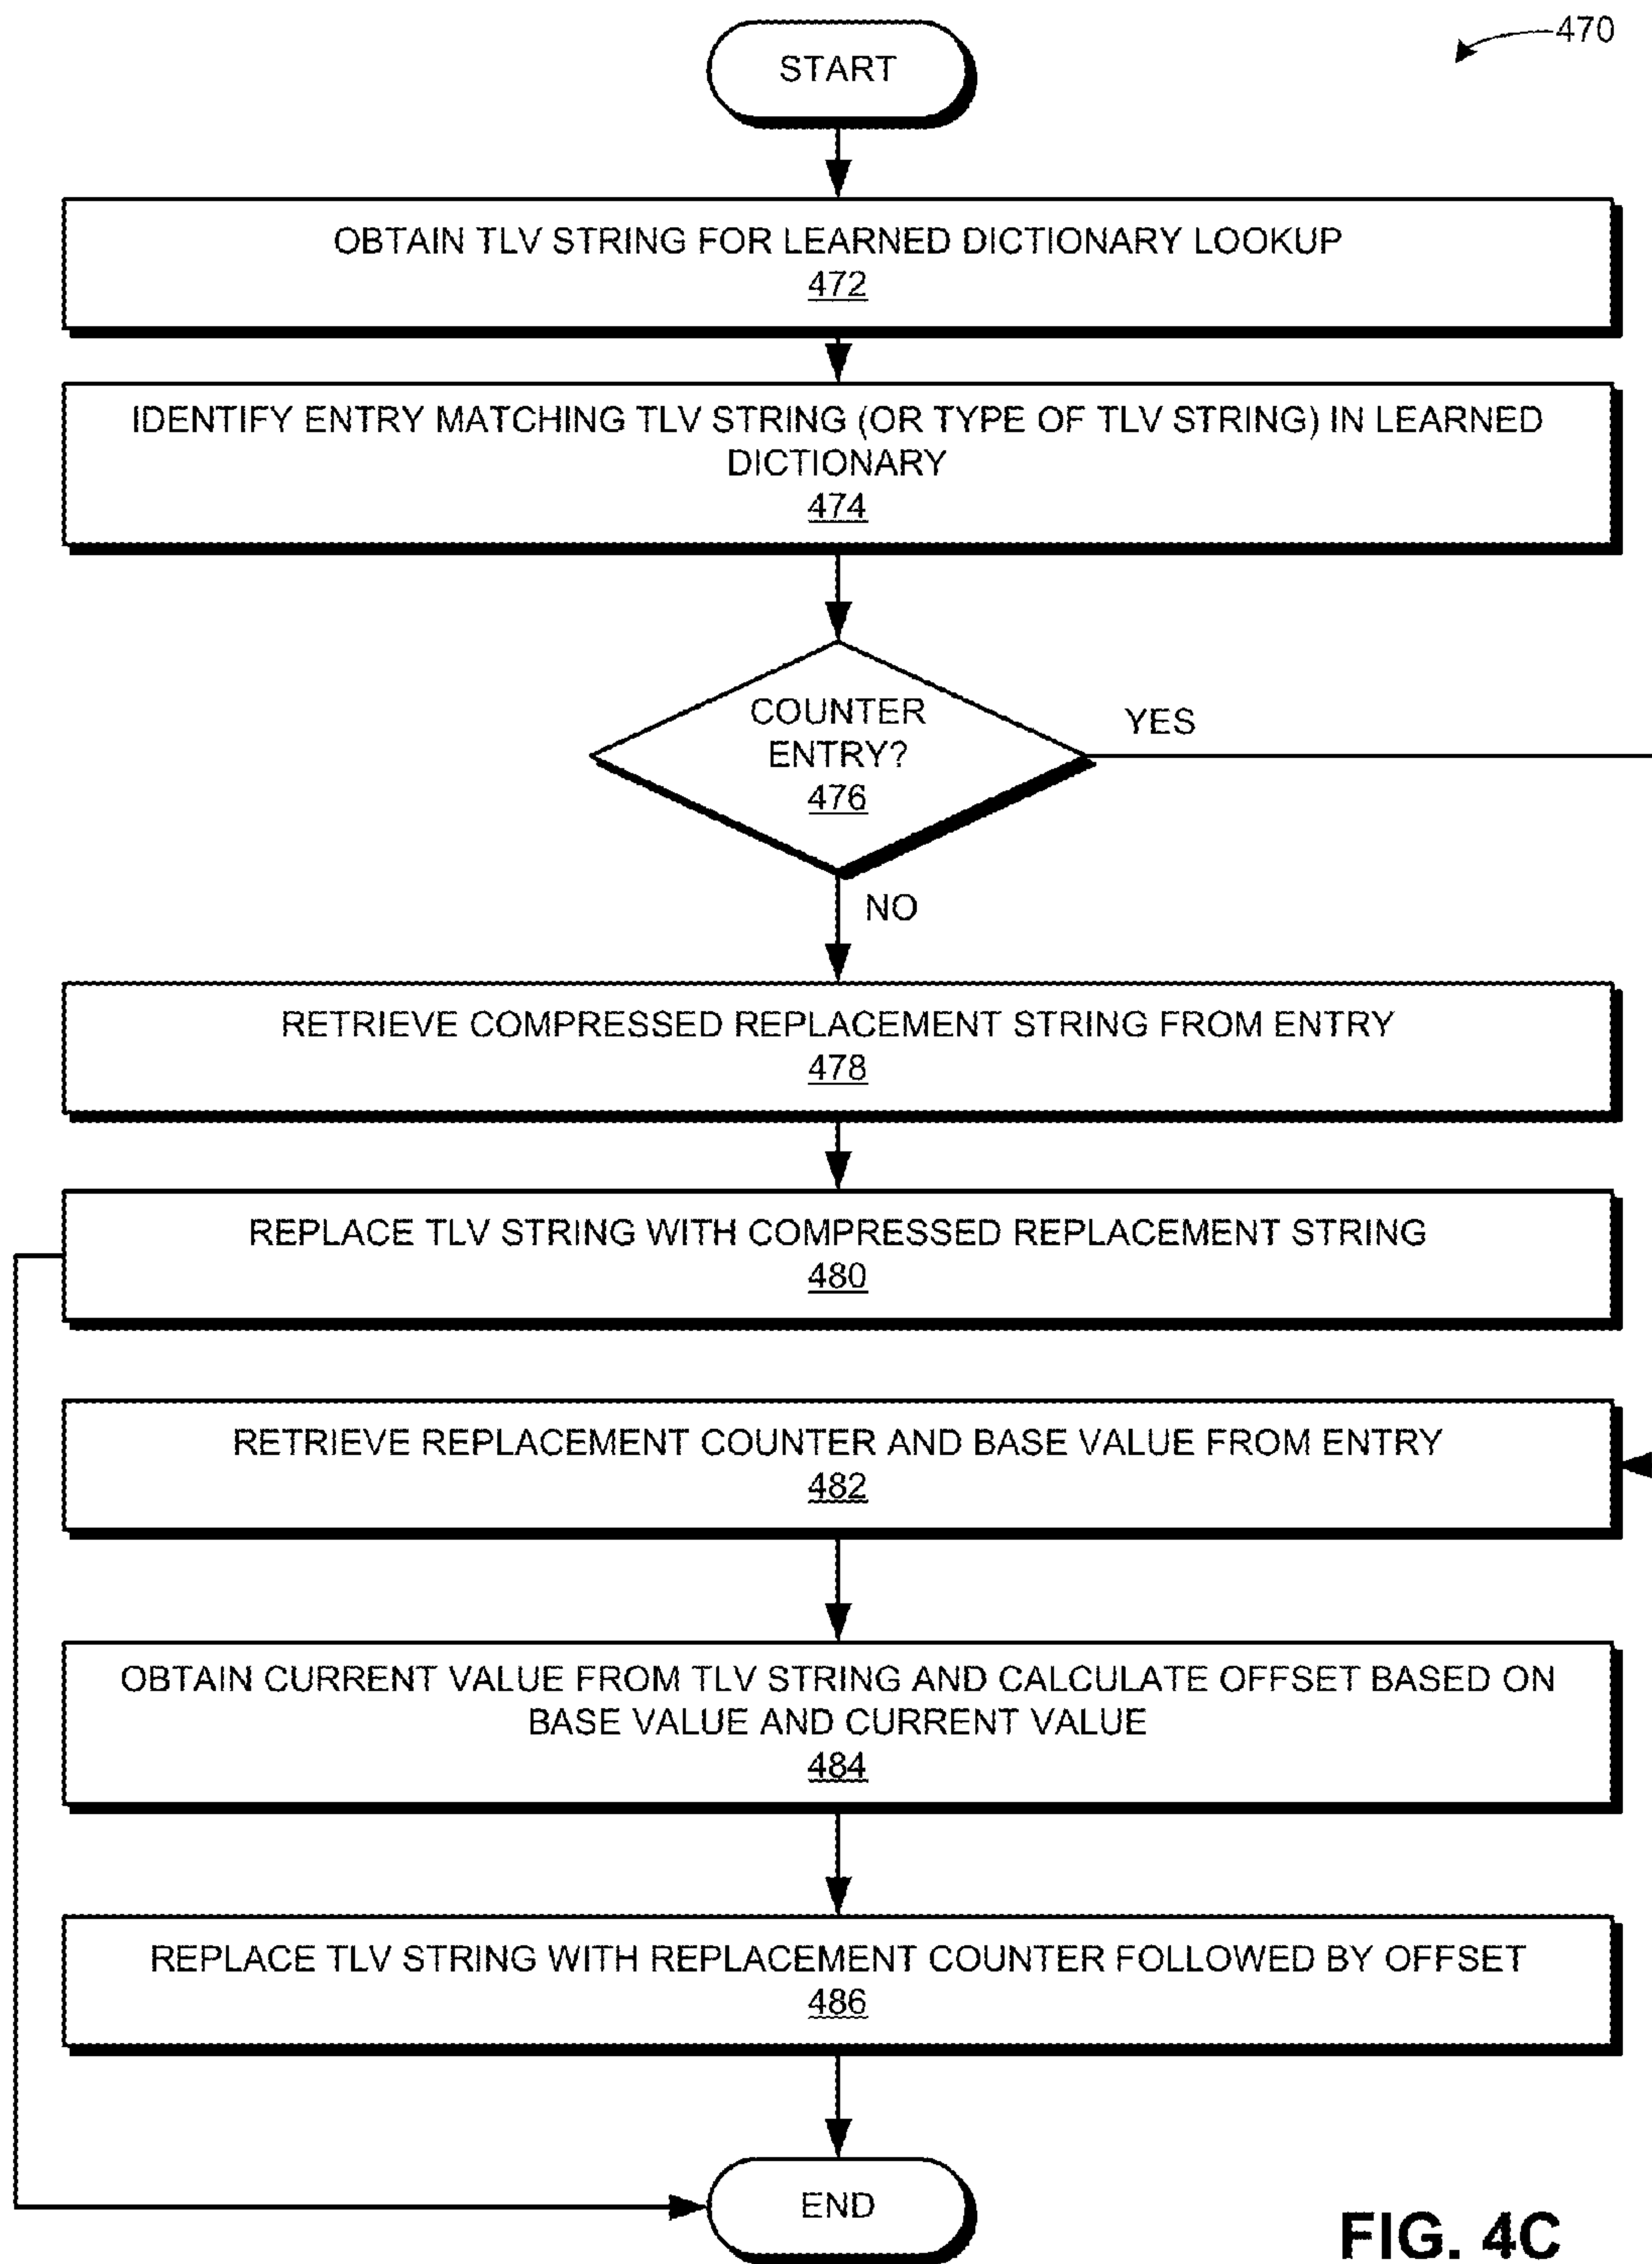 470
START
OBTAIN TLV STRING FOR LEARNED DICTIONARY LOOKUP
472
IDENTIFY ENTRY MATCHING TLV STRING (OR TYPE OF TLV STRING) IN LEARNED
DICTIONARY
474
COUNTER
ENTRY?
476
YES
NO
RETRIEVE COMPRESSED REPLACEMENT STRING FROM ENTRY
478
REPLACE TLV STRING WITH COMPRESSED REPLACEMENT STRING
480
RETRIEVE REPLACEMENT COUNTER AND BASE VALUE FROM ENTRY
482
OBTAIN CURRENT VALUE FROM TLV STRING AND CALCULATE OFFSET BASED ON
BASE VALUE AND CURRENT VALUE
484
REPLACE TLV STRING WITH REPLACEMENT COUNTER FOLLOWED BY OFFSET
486
END
FIG. 4C